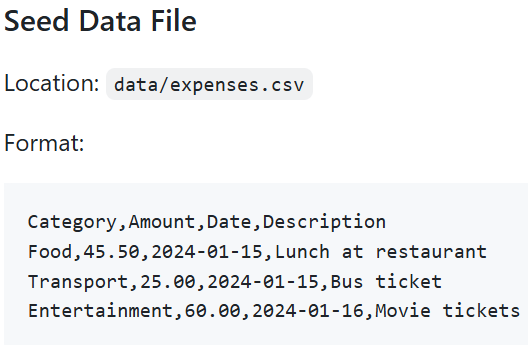 Seed Data File
Location: data/expenses.csv
Format:
Category,Amount,Date,Description
Food,45.50,2024-01-15,Lunch at restaurant
Transport,25.00,2024-01-15,Bus ticket
Entertainment,60.00,2024-01-16,Movie tickets